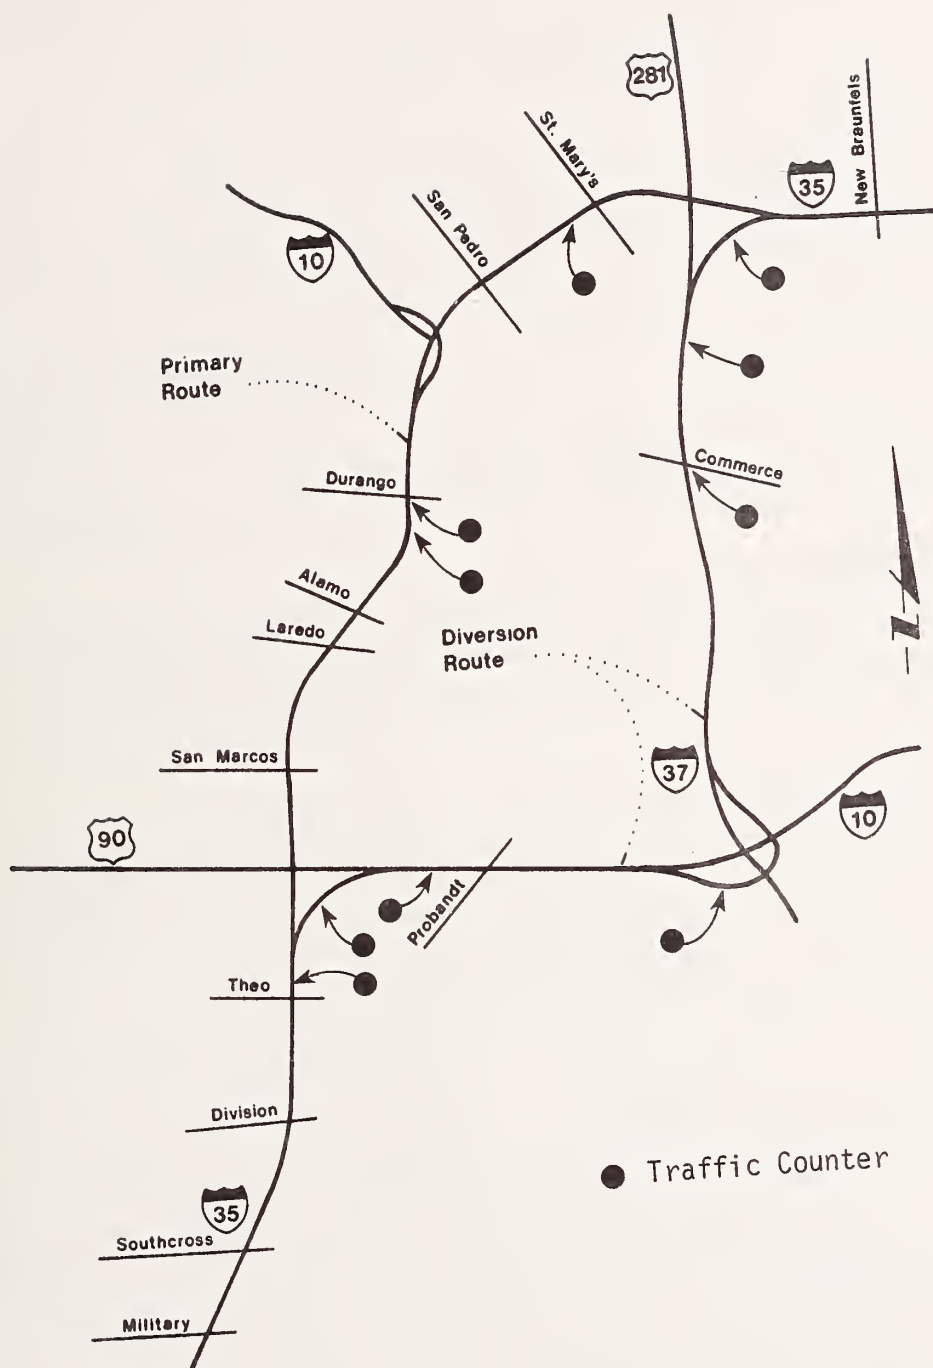 281
New Braunfels
35
St. Mary's
San Pedro
10
Primary
Route
Commerce
Durango
Alamo
Laredo
Diversion
Route
N
San Marcos
37
10
90
Probandt
Theo
Division
Traffic Counter
35
Southcross
Military